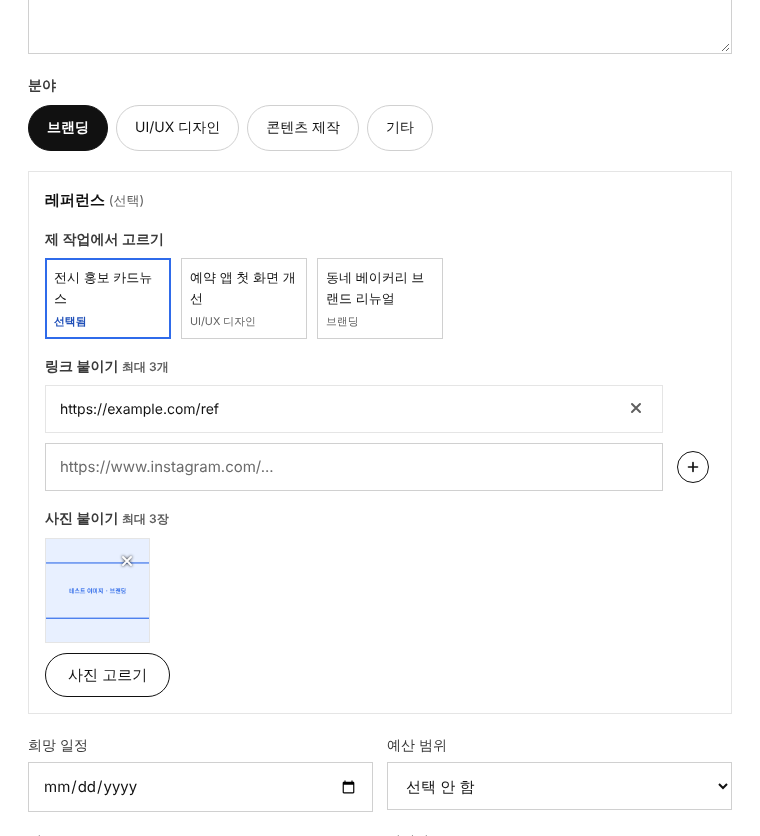 분야
브랜딩
UI/UX 디자인
콘텐츠 제작
기타
레퍼런스 (선택)
제 작업에서 고르기
전시 홍보 카드뉴
스
선택됨
예약 앱 첫 화면 개
선
UI/UX 디자인
동네 베이커리 브
랜드 리뉴얼
브랜딩
링크 붙이기 최대 3개
https://example.com/ref
https://www.instagram.com/...
사진 붙이기 최대 3장
테스트 이미지 · 브랜딩
사진 고르기
희망 일정
예산 범위
mm/dd/yyyy
선택 안 함